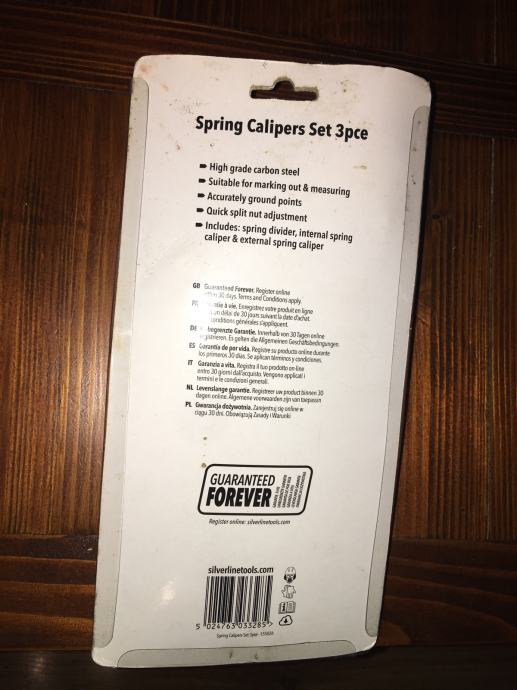 Spring Calipers Set 3pce
High grade carbon steel
Suitable for marking out & measuring
Accurately ground points
Quick split nut adjustment
Includes: spring divider, internal spring
caliper & external spring caliper
GB Guaranteed Forever. Register online
30 days. Terms and Conditions apply.
à vie. Enregistrez votre produit en ligne
un délai de 30 jours suivant la date d'achat.
conditions générales s'appliquent.
DE begrenzte Garantie. Innerhalb von 30 Tagen online
registrieren. Es gelten die Allgemeinen Geschäftsbedingungen.
ES Garantía de por vida. Registre su producto online durante
los primeros 30 días. Se aplican términos y condiciones.
IT Garanzia a vita. Registra il tuo prodotto on-line
entro 30 giorni dall'acquisto. Vengono applicati i
termini e le condizioni generali.
NL Levenslange garantie. Registreer uw product binnen 30
dagen online. Algemene voorwaarden zijn van toepassin
PL Gwarancja dożywotnia. Zarejestruj się online w
ciągu 30 dni. Obowiązują Zasady i Warunki
GUARANTEED
FOREVER
Register online: silverlinetools.com
silverlinetools.com
5 024763 033285 >
Spring Calipers Set 3pce